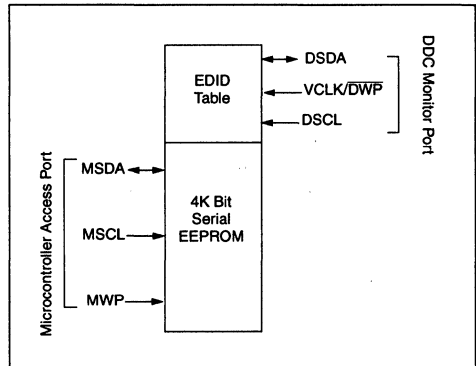 EDID
Table
DSDA
VCLK/DWP
DSCL
DDC Monitor Port
Microcontroller Access Port
MSDA
MSCL
MWP
4K Bit
Serial
EEPROM